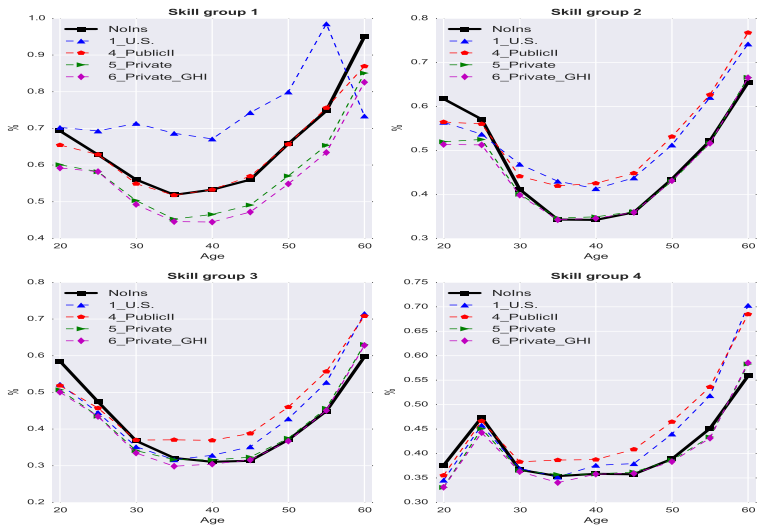 Skill group 1
NoIns
1_U.S.
4_PublicII
5_Private
6_Private_GHI
1.0
0.9
0.8
0.7
0.6
0.5
0.4
%
20 30 40 50 60
Age
Skill group 2
NoIns
1_U.S.
4_PublicII
5_Private
6_Private_GHI
0.8
0.7
0.6
0.5
0.4
0.3
%
20 30 40 50 60
Age
Skill group 3
NoIns
1_U.S.
4_PublicII
5_Private
6_Private_GHI
0.8
0.7
0.6
0.5
0.4
0.3
0.2
%
20 30 40 50 60
Age
Skill group 4
NoIns
1_U.S.
4_PublicII
5_Private
6_Private_GHI
0.75
0.70
0.65
0.60
0.55
0.50
0.45
0.40
0.35
0.30
%
20 30 40 50 60
Age